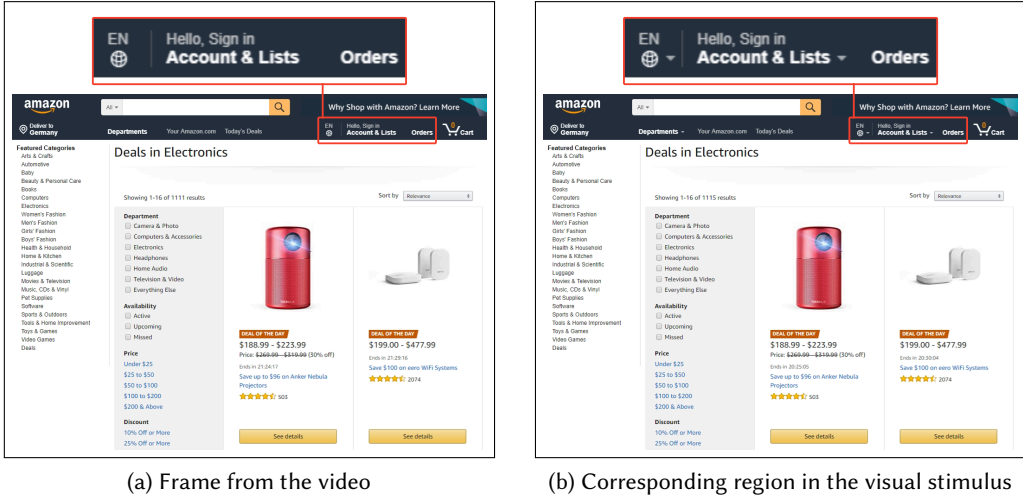 EN
Hello, Sign in
Account & Lists
Orders
amazon
All
Why Shop with Amazon? Learn More
Deliver to
Germany
Departments
Your Amazon.com
Today's Deals
EN
Hello, Sign in
Account & Lists
Orders
0
Cart
Featured Categories
Arts & Crafts
Automotive
Baby
Beauty & Personal Care
Books
Computers
Electronics
Women's Fashion
Men's Fashion
Girls' Fashion
Boys' Fashion
Health & Household
Home & Kitchen
Industrial & Scientific
Luggage
Movies & Television
Music, CDs & Vinyl
Pet Supplies
Software
Sports & Outdoors
Tools & Home Improvement
Toys & Games
Video Games
Deals
Deals in Electronics
Showing 1-16 of 1111 results
Sort by
Relevance
Department
Camera & Photo
Computers & Accessories
Electronics
Headphones
Home Audio
Television & Video
Everything Else
Availability
Active
Upcoming
Missed
Price
Under $25
$25 to $50
$50 to $100
$100 to $200
$200 & Above
Discount
10% Off or More
25% Off or More
DEAL OF THE DAY
$188.99 - $223.99
Price: $269.99 - $319.99 (30% off)
Ends in 21:24:17
Save up to $96 on Anker Nebula
Projectors
503
See details
DEAL OF THE DAY
$199.00 - $477.99
Ends in 21:29:16
Save $100 on eero WiFi Systems
2074
See details
(a) Frame from the video
EN
Hello, Sign in
Account & Lists
Orders
amazon
All
Why Shop with Amazon? Learn More
Deliver to
Germany
Departments
Your Amazon.com
Today's Deals
EN
Hello, Sign in
Account & Lists
Orders
0
Cart
Featured Categories
Arts & Crafts
Automotive
Baby
Beauty & Personal Care
Books
Computers
Electronics
Women's Fashion
Men's Fashion
Girls' Fashion
Boys' Fashion
Health & Household
Home & Kitchen
Industrial & Scientific
Luggage
Movies & Television
Music, CDs & Vinyl
Pet Supplies
Software
Sports & Outdoors
Tools & Home Improvement
Toys & Games
Video Games
Deals
Deals in Electronics
Showing 1-16 of 1115 results
Sort by
Relevance
Department
Camera & Photo
Computers & Accessories
Electronics
Headphones
Home Audio
Television & Video
Everything Else
Availability
Active
Upcoming
Missed
Price
Under $25
$25 to $50
$50 to $100
$100 to $200
$200 & Above
Discount
10% Off or More
25% Off or More
DEAL OF THE DAY
$188.99 - $223.99
Price: $269.99 - $319.99 (30% off)
Ends in 20:25:05
Save up to $96 on Anker Nebula
Projectors
503
See details
DEAL OF THE DAY
$199.00 - $477.99
Ends in 20:30:04
Save $100 on eero WiFi Systems
2074
See details
(b) Corresponding region in the visual stimulus